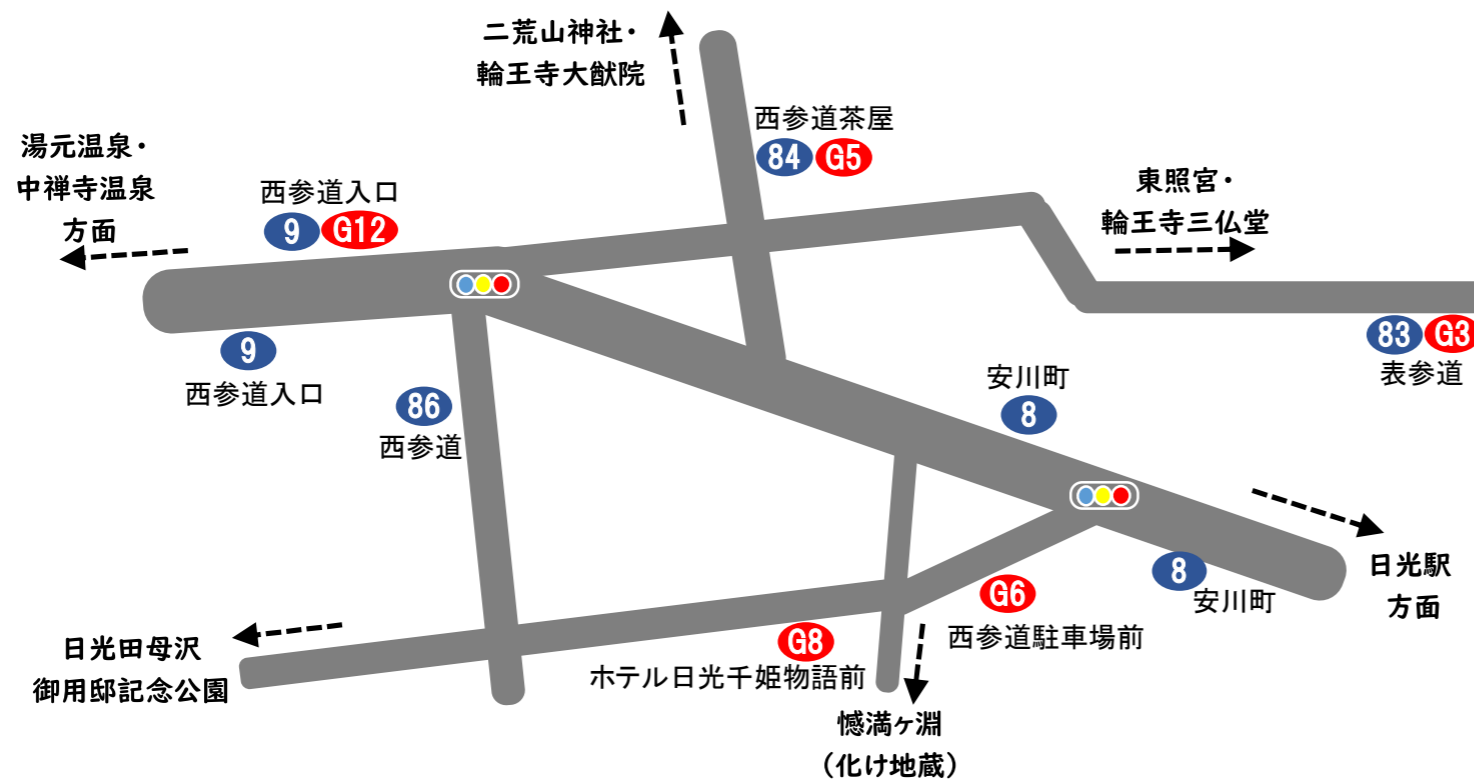 二荒山神社・
輪王寺大猷院
西参道茶屋
84 G5
湯元温泉・
中禅寺温泉
方面
西参道入口
9 G12
東照宮・
輪王寺三仏堂
9
西参道入口
86
西参道
83 G3
表参道
安川町
8
8
安川町
日光駅
方面
G6
西参道駐車場前
G8
ホテル日光千姫物語前
日光田母沢
御用邸記念公園
憾満ヶ淵
（化け地蔵）